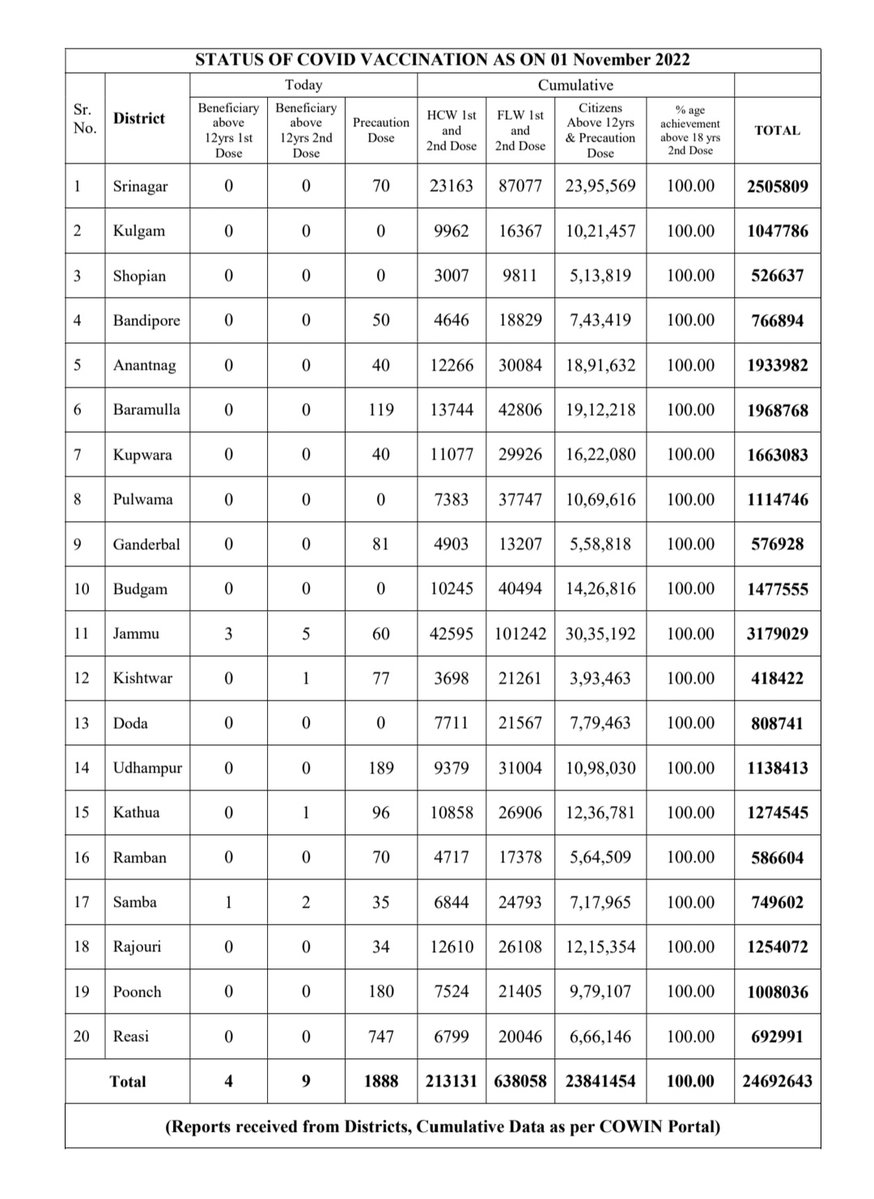 STATUS OF COVID VACCINATION AS ON 01 November 2022
Sr. No. District Today Cumulative
Beneficiary above 12yrs 1st Dose Beneficiary above 12yrs 2nd Dose Precaution Dose HCW 1st and 2nd Dose FLW 1st and 2nd Dose Citizens Above 12yrs & Precaution Dose % age achievement above 18 yrs 2nd Dose TOTAL
1 Srinagar 0 0 70 23163 87077 23,95,569 100.00 2505809
2 Kulgam 0 0 0 9962 16367 10,21,457 100.00 1047786
3 Shopian 0 0 0 3007 9811 5,13,819 100.00 526637
4 Bandipore 0 0 50 4646 18829 7,43,419 100.00 766894
5 Anantnag 0 0 40 12266 30084 18,91,632 100.00 1933982
6 Baramulla 0 0 119 13744 42806 19,12,218 100.00 1968768
7 Kupwara 0 0 40 11077 29926 16,22,080 100.00 1663083
8 Pulwama 0 0 0 7383 37747 10,69,616 100.00 1114746
9 Ganderbal 0 0 81 4903 13207 5,58,818 100.00 576928
10 Budgam 0 0 0 10245 40494 14,26,816 100.00 1477555
11 Jammu 3 5 60 42595 101242 30,35,192 100.00 3179029
12 Kishtwar 0 1 77 3698 21261 3,93,463 100.00 418422
13 Doda 0 0 0 7711 21567 7,79,463 100.00 808741
14 Udhampur 0 0 189 9379 31004 10,98,030 100.00 1138413
15 Kathua 0 1 96 10858 26906 12,36,781 100.00 1274545
16 Ramban 0 0 70 4717 17378 5,64,509 100.00 586604
17 Samba 1 2 35 6844 24793 7,17,965 100.00 749602
18 Rajouri 0 0 34 12610 26108 12,15,354 100.00 1254072
19 Poonch 0 0 180 7524 21405 9,79,107 100.00 1008036
20 Reasi 0 0 747 6799 20046 6,66,146 100.00 692991
Total 4 9 1888 213131 638058 23841454 100.00 24692643
(Reports received from Districts, Cumulative Data as per COWIN Portal)